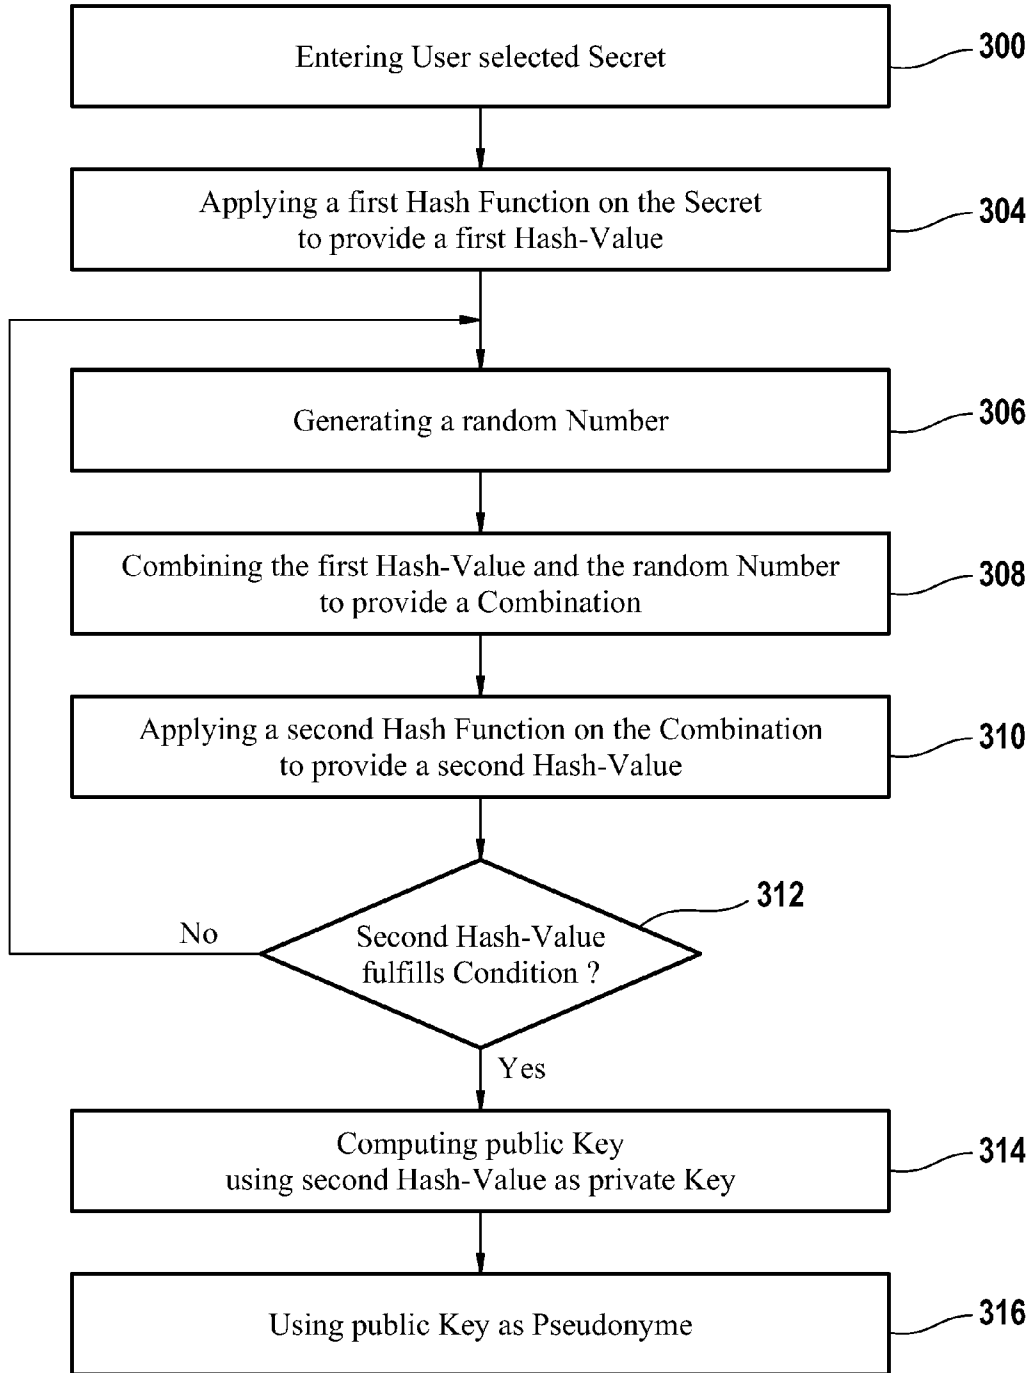 Entering User selected Secret
300
Applying a first Hash Function on the Secret
to provide a first Hash-Value
304
Generating a random Number
306
Combining the first Hash-Value and the random Number
to provide a Combination
308
Applying a second Hash Function on the Combination
to provide a second Hash-Value
310
312
No
Second Hash-Value
fulfills Condition ?
Yes
Computing public Key
using second Hash-Value as private Key
314
Using public Key as Pseudonyme
316